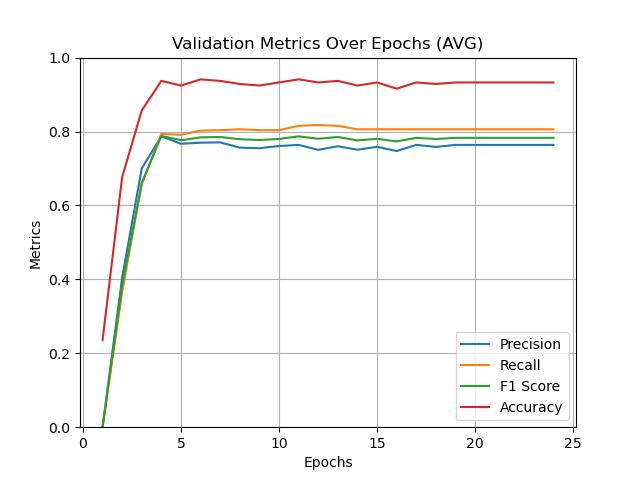 Validation Metrics Over Epochs (AVG)
1.0
0.8
0.6
0.4
0.2
0.0
Metrics
0 5 10 15 20 25
Epochs
Precision
Recall
F1 Score
Accuracy